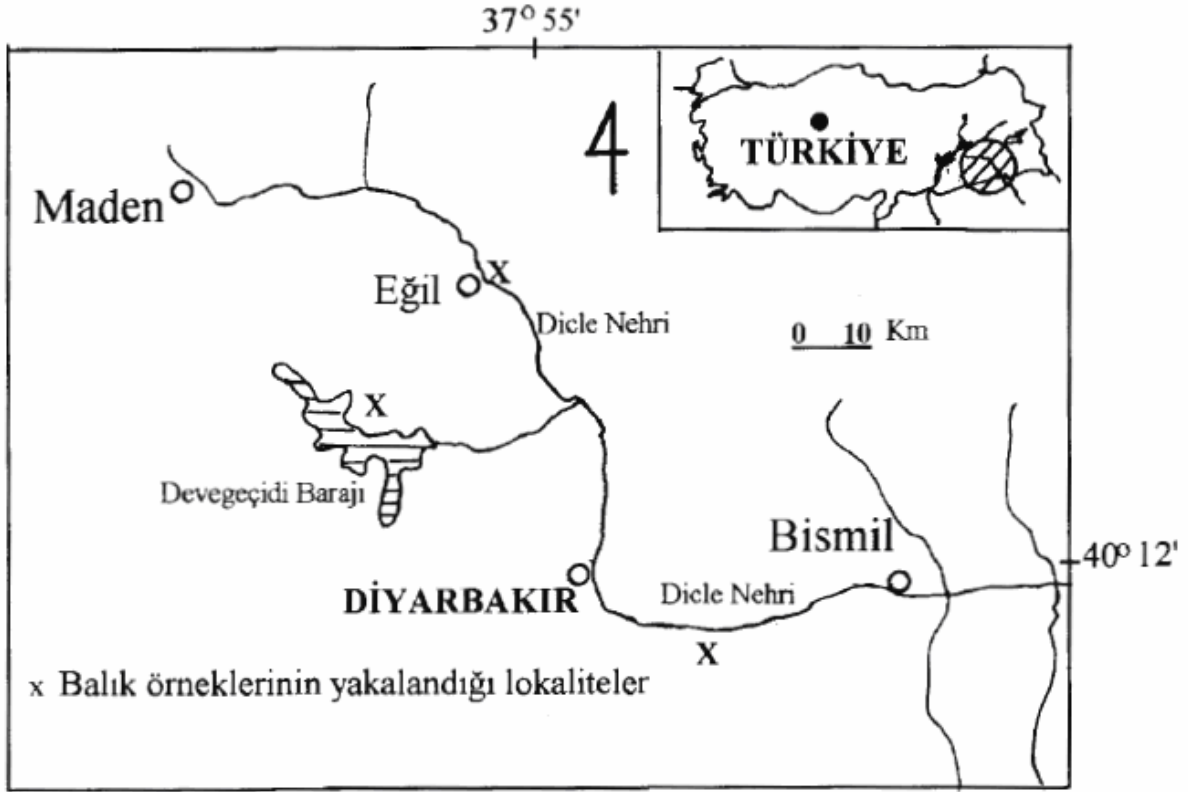 37° 55'
TÜRKİYE
Maden
Eğil
X
Dicle Nehri
0 10 Km
X
Devegeçidi Barajı
Bismil
40° 12'
DİYARBAKIR
Dicle Nehri
X
x Balık örneklerinin yakalandığı lokaliteler